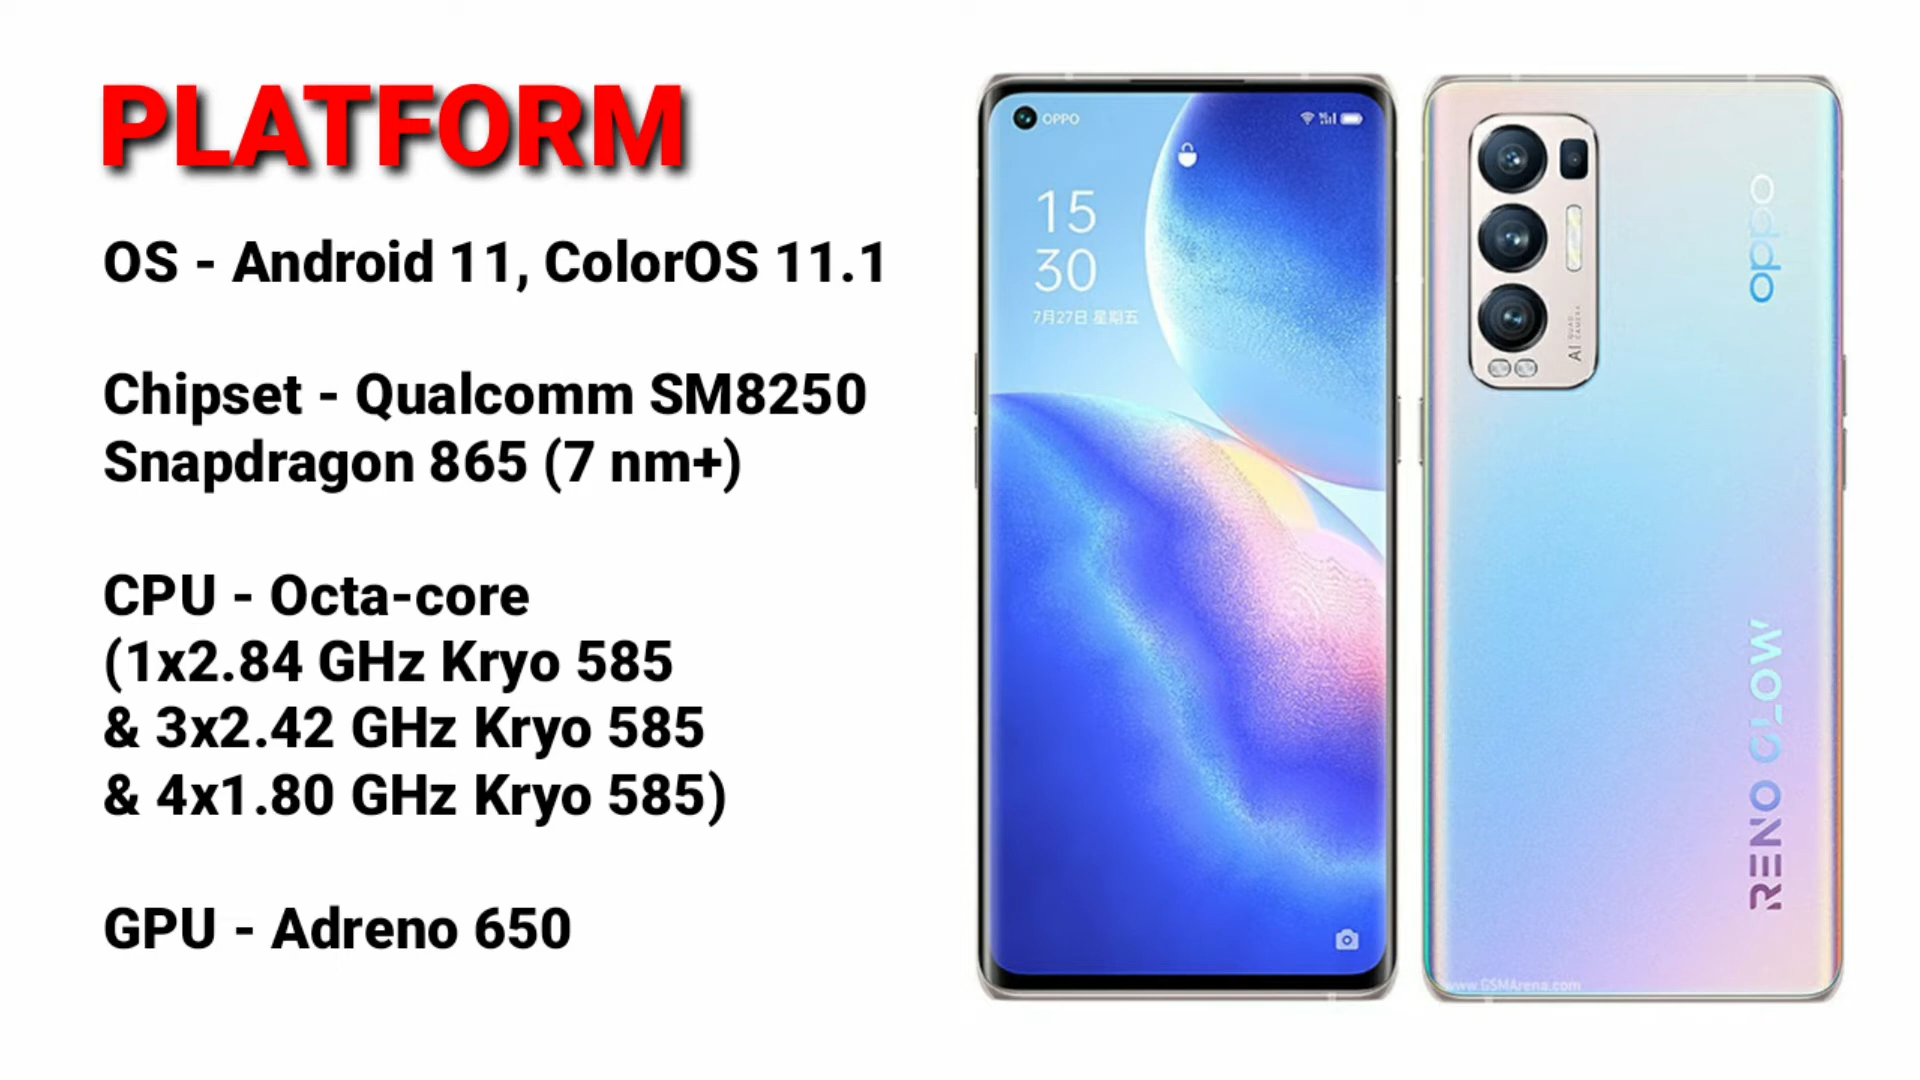 PLATFORM
OS - Android 11, ColorOS 11.1
Chipset - Qualcomm SM8250
Snapdragon 865 (7 nm+)
CPU - Octa-core
(1x2.84 GHz Kryo 585
& 3x2.42 GHz Kryo 585
& 4x1.80 GHz Kryo 585)
GPU - Adreno 650
OPPO
15
30
7月27日 星期五
AI QUAD CAMERA
oppo
RENO GLOW
www.GSMArena.com